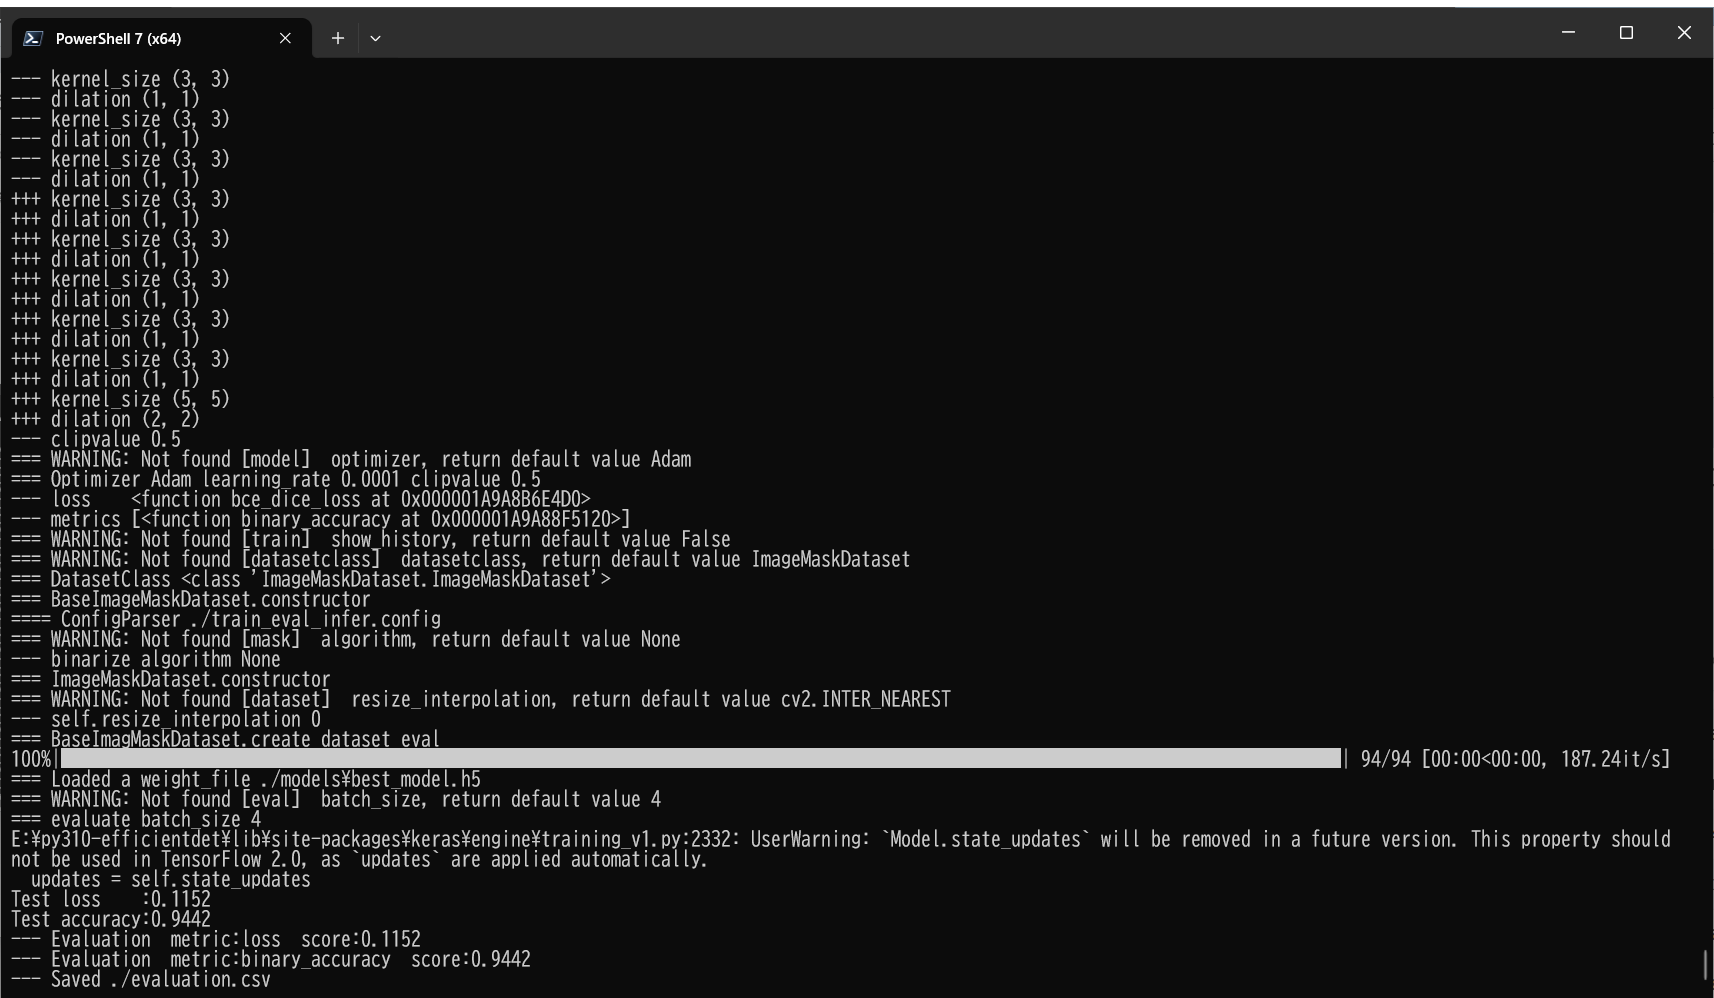 PowerShell 7 (x64)
--- kernel_size (3, 3)
--- dilation (1, 1)
--- kernel_size (3, 3)
--- dilation (1, 1)
--- kernel_size (3, 3)
--- dilation (1, 1)
+++ kernel_size (3, 3)
+++ dilation (1, 1)
+++ kernel_size (3, 3)
+++ dilation (1, 1)
+++ kernel_size (3, 3)
+++ dilation (1, 1)
+++ kernel_size (3, 3)
+++ dilation (1, 1)
+++ kernel_size (3, 3)
+++ dilation (1, 1)
+++ kernel_size (5, 5)
+++ dilation (2, 2)
--- clipvalue 0.5
=== WARNING: Not found [model]  optimizer, return default value Adam
=== Optimizer Adam learning_rate 0.0001 clipvalue 0.5
--- loss    <function bce_dice_loss at 0x000001A9A8B6E4D0>
--- metrics [<function binary_accuracy at 0x000001A9A88F5120>]
=== WARNING: Not found [train]  show_history, return default value False
=== WARNING: Not found [datasetclass]  datasetclass, return default value ImageMaskDataset
=== DatasetClass <class 'ImageMaskDataset.ImageMaskDataset'>
=== BaseImageMaskDataset.constructor
==== ConfigParser ./train_eval_infer.config
=== WARNING: Not found [mask]  algorithm, return default value None
--- binarize algorithm None
=== ImageMaskDataset.constructor
=== WARNING: Not found [dataset]  resize_interpolation, return default value cv2.INTER_NEAREST
--- self.resize_interpolation 0
=== BaseImagMaskDataset.create dataset eval
100%| | 94/94 [00:00<00:00, 187.24it/s]
=== Loaded a weight_file ./models¥best_model.h5
=== WARNING: Not found [eval]  batch_size, return default value 4
=== evaluate batch_size 4
E:¥py310-efficientdet¥lib¥site-packages¥keras¥engine¥training_v1.py:2332: UserWarning: `Model.state_updates` will be removed in a future version. This property should
not be used in TensorFlow 2.0, as `updates` are applied automatically.
  updates = self.state_updates
Test loss    :0.1152
Test accuracy:0.9442
--- Evaluation  metric:loss  score:0.1152
--- Evaluation  metric:binary_accuracy  score:0.9442
--- Saved ./evaluation.csv